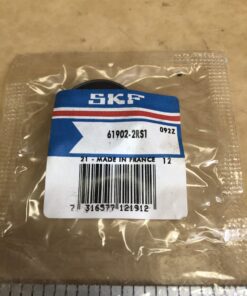 SKF
61902-2RS1
092Z
21 - MADE IN FRANCE 12
7 316577 121912